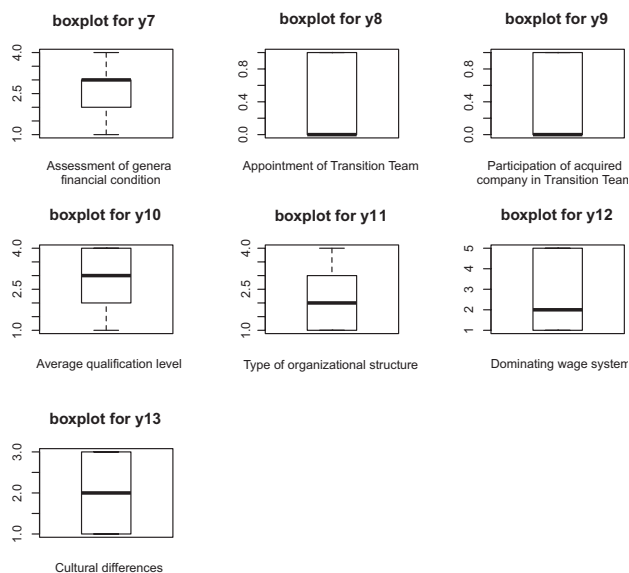 boxplot for y7
boxplot for y8
boxplot for y9
4.0
2.5
1.0
0.8
0.4
0.0
0.8
0.4
0.0
Assessment of genera
financial condition
Appointment of Transition Team
Participation of acquired
company in Transition Team
boxplot for y10
boxplot for y11
boxplot for y12
4.0
2.5
1.0
4.0
2.5
1.0
5
4
3
2
1
Average qualification level
Type of organizational structure
Dominating wage system
boxplot for y13
3.0
2.0
1.0
Cultural differences